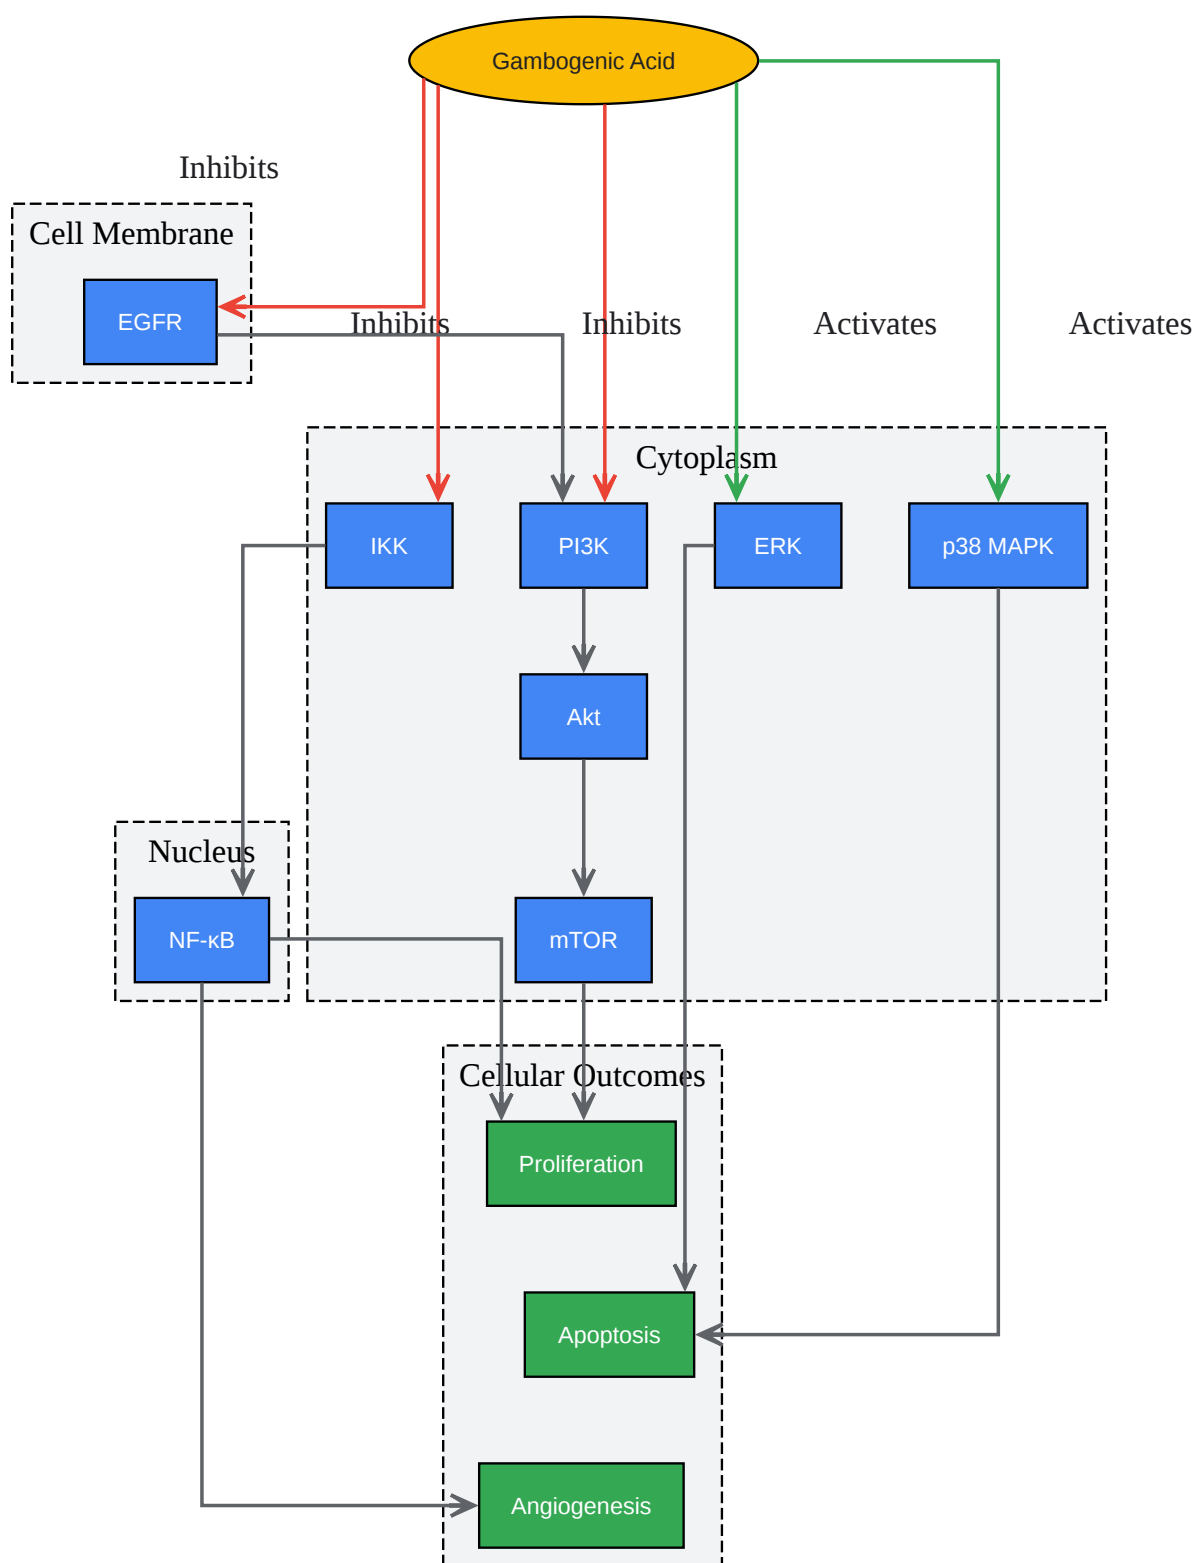 Gambogenic Acid
Inhibits
Cell Membrane
EGFR
Inhibits
Inhibits
Activates
Activates
Cytoplasm
IKK
PI3K
ERK
p38 MAPK
Akt
Nucleus
NF-κB
mTOR
Cellular Outcomes
Proliferation
Apoptosis
Angiogenesis